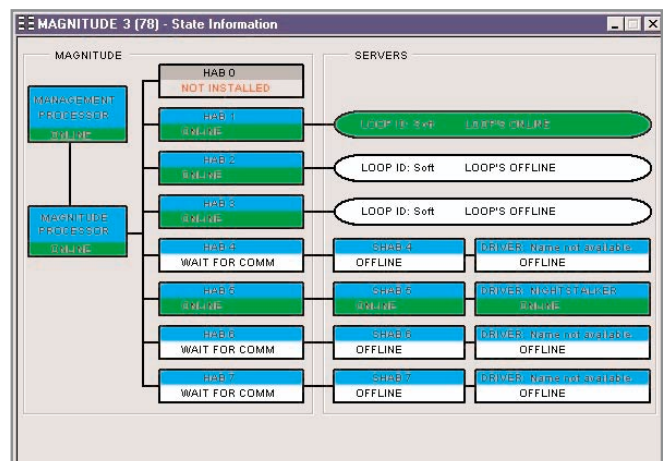 MAGNITUDE 3 (78) - State Information
MAGNITUDE
SERVERS
HAB 0
NOT INSTALLED
MANAGEMENT
PROCESSOR
ONLINE
HAB 1
ONLINE
LOOP ID: Soft LOOP'S ONLINE
HAB 2
ONLINE
LOOP ID: Soft LOOP'S OFFLINE
HAB 3
ONLINE
LOOP ID: Soft LOOP'S OFFLINE
MAGNITUDE
PROCESSOR
ONLINE
HAB 4
WAIT FOR COMM
SHAB 4
OFFLINE
DRIVER: Name not available.
OFFLINE
HAB 5
ONLINE
SHAB 5
ONLINE
DRIVER: NIGHTSTALKER
ONLINE
HAB 6
WAIT FOR COMM
SHAB 6
OFFLINE
DRIVER: Name not available.
OFFLINE
HAB 7
WAIT FOR COMM
SHAB 7
OFFLINE
DRIVER: Name not available.
OFFLINE